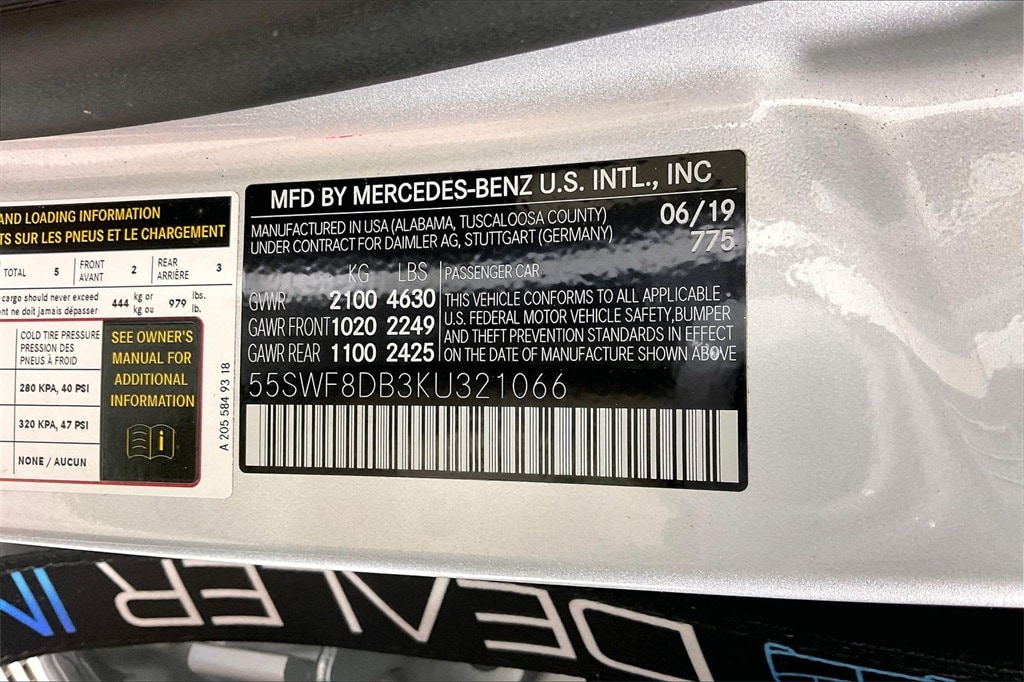 AND LOADING INFORMATION
TS SUR LES PNEUS ET LE CHARGEMENT
TOTAL 5 FRONT AVANT 2 REAR ARRIÈRE 3
cargo should never exceed
ent ne doit jamais dépasser
444 kg or kg ou 979 lbs. lb.
COLD TIRE PRESSURE
PRESSION DES
PNEUS À FROID
280 KPA, 40 PSI
320 KPA, 47 PSI
NONE / AUCUN
SEE OWNER'S
MANUAL FOR
ADDITIONAL
INFORMATION
i
A 205 584 93 18
MFD BY MERCEDES-BENZ U.S. INTL., INC
MANUFACTURED IN USA (ALABAMA, TUSCALOOSA COUNTY)
UNDER CONTRACT FOR DAIMLER AG, STUTTGART (GERMANY)
06/19
775
KG LBS
GVWR 2100 4630
GAWR FRONT 1020 2249
GAWR REAR 1100 2425
PASSENGER CAR
THIS VEHICLE CONFORMS TO ALL APPLICABLE
U.S. FEDERAL MOTOR VEHICLE SAFETY, BUMPER
AND THEFT PREVENTION STANDARDS IN EFFECT
ON THE DATE OF MANUFACTURE SHOWN ABOVE
55SWF8DB3KU321066
DEALER IN